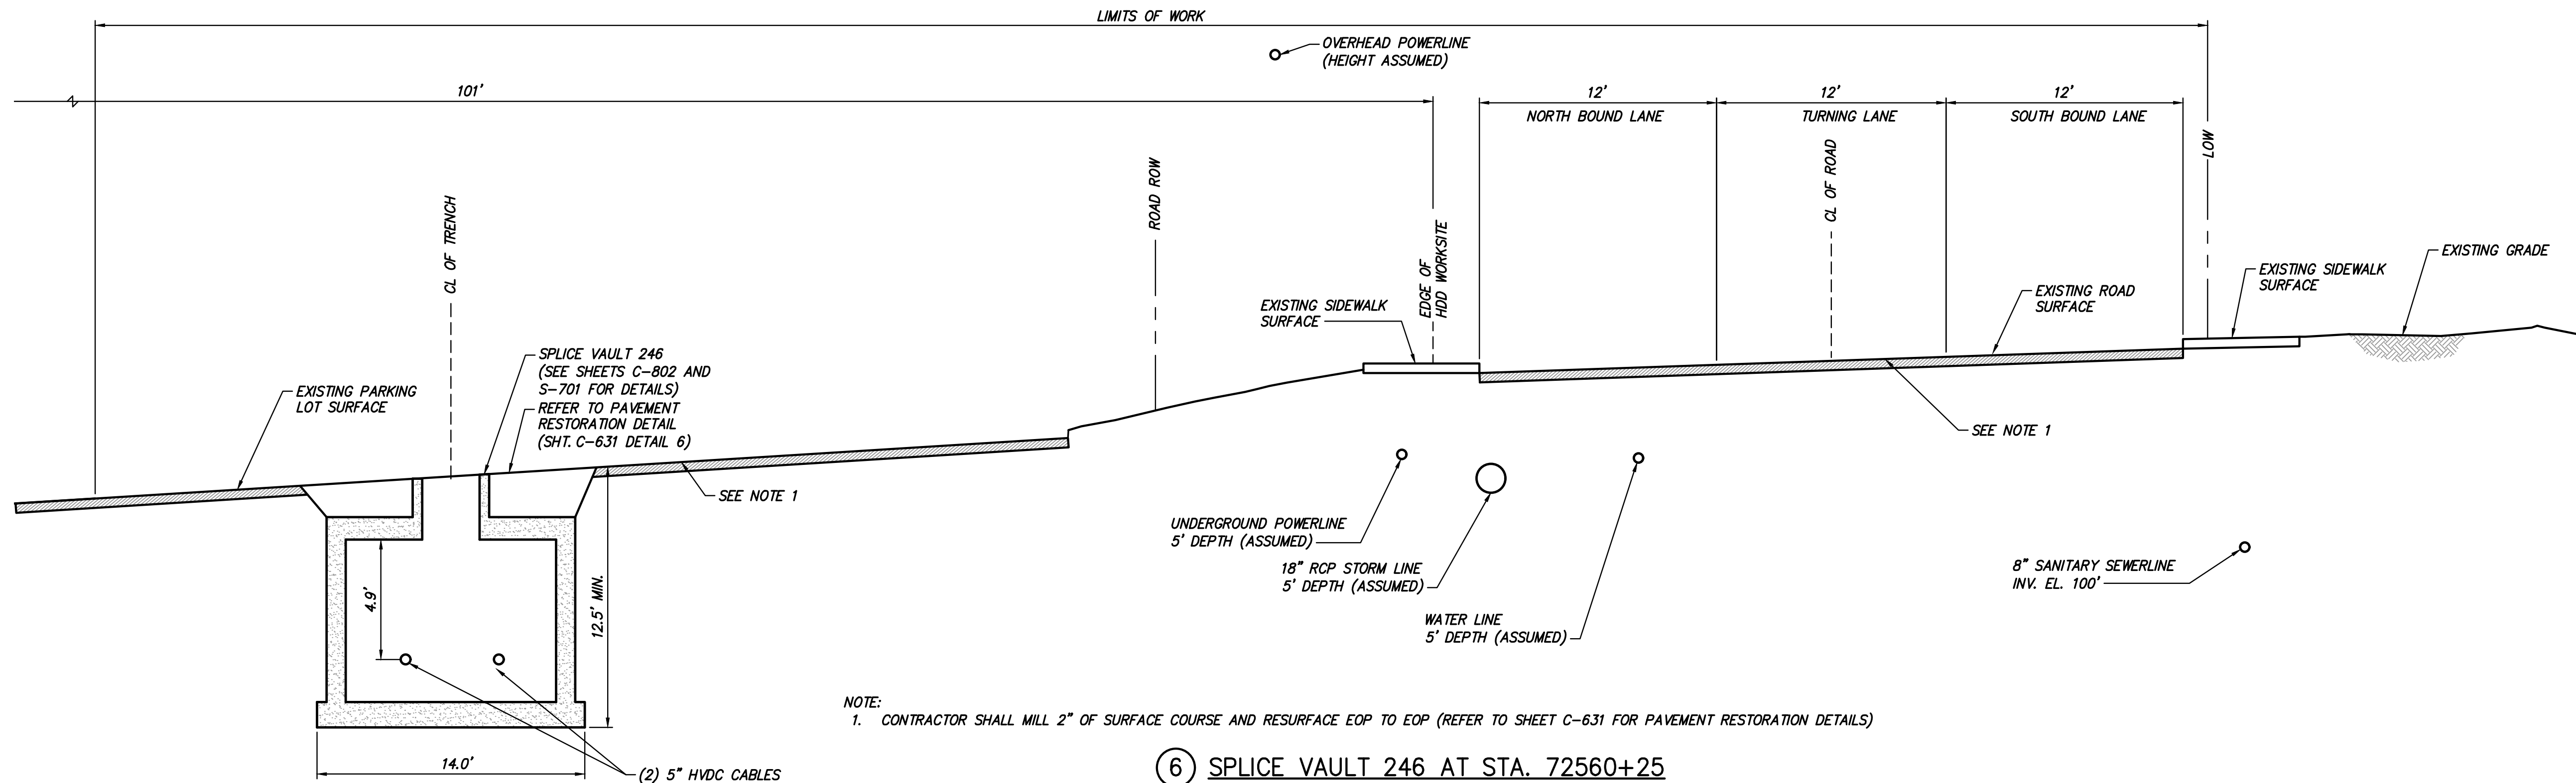 LIMITS OF WORK
OVERHEAD POWERLINE
(HEIGHT ASSUMED)
101'
12'
12'
12'
NORTH BOUND LANE
TURNING LANE
SOUTH BOUND LANE
LOW
CL OF TRENCH
ROAD ROW
EDGE OF
HDD WORKSITE
CL OF ROAD
EXISTING GRADE
EXISTING SIDEWALK
SURFACE
EXISTING ROAD
SURFACE
EXISTING SIDEWALK
SURFACE
SPLICE VAULT 246
(SEE SHEETS C-802 AND
S-701 FOR DETAILS)
REFER TO PAVEMENT
RESTORATION DETAIL
(SHT. C-631 DETAIL 6)
EXISTING PARKING
LOT SURFACE
SEE NOTE 1
SEE NOTE 1
UNDERGROUND POWERLINE
5' DEPTH (ASSUMED)
18" RCP STORM LINE
5' DEPTH (ASSUMED)
WATER LINE
5' DEPTH (ASSUMED)
8" SANITARY SEWERLINE
INV. EL. 100'
4.9'
12.5' MIN.
14.0'
(2) 5" HVDC CABLES
NOTE:
1. CONTRACTOR SHALL MILL 2" OF SURFACE COURSE AND RESURFACE EOP TO EOP (REFER TO SHEET C-631 FOR PAVEMENT RESTORATION DETAILS)
6 SPLICE VAULT 246 AT STA. 72560+25